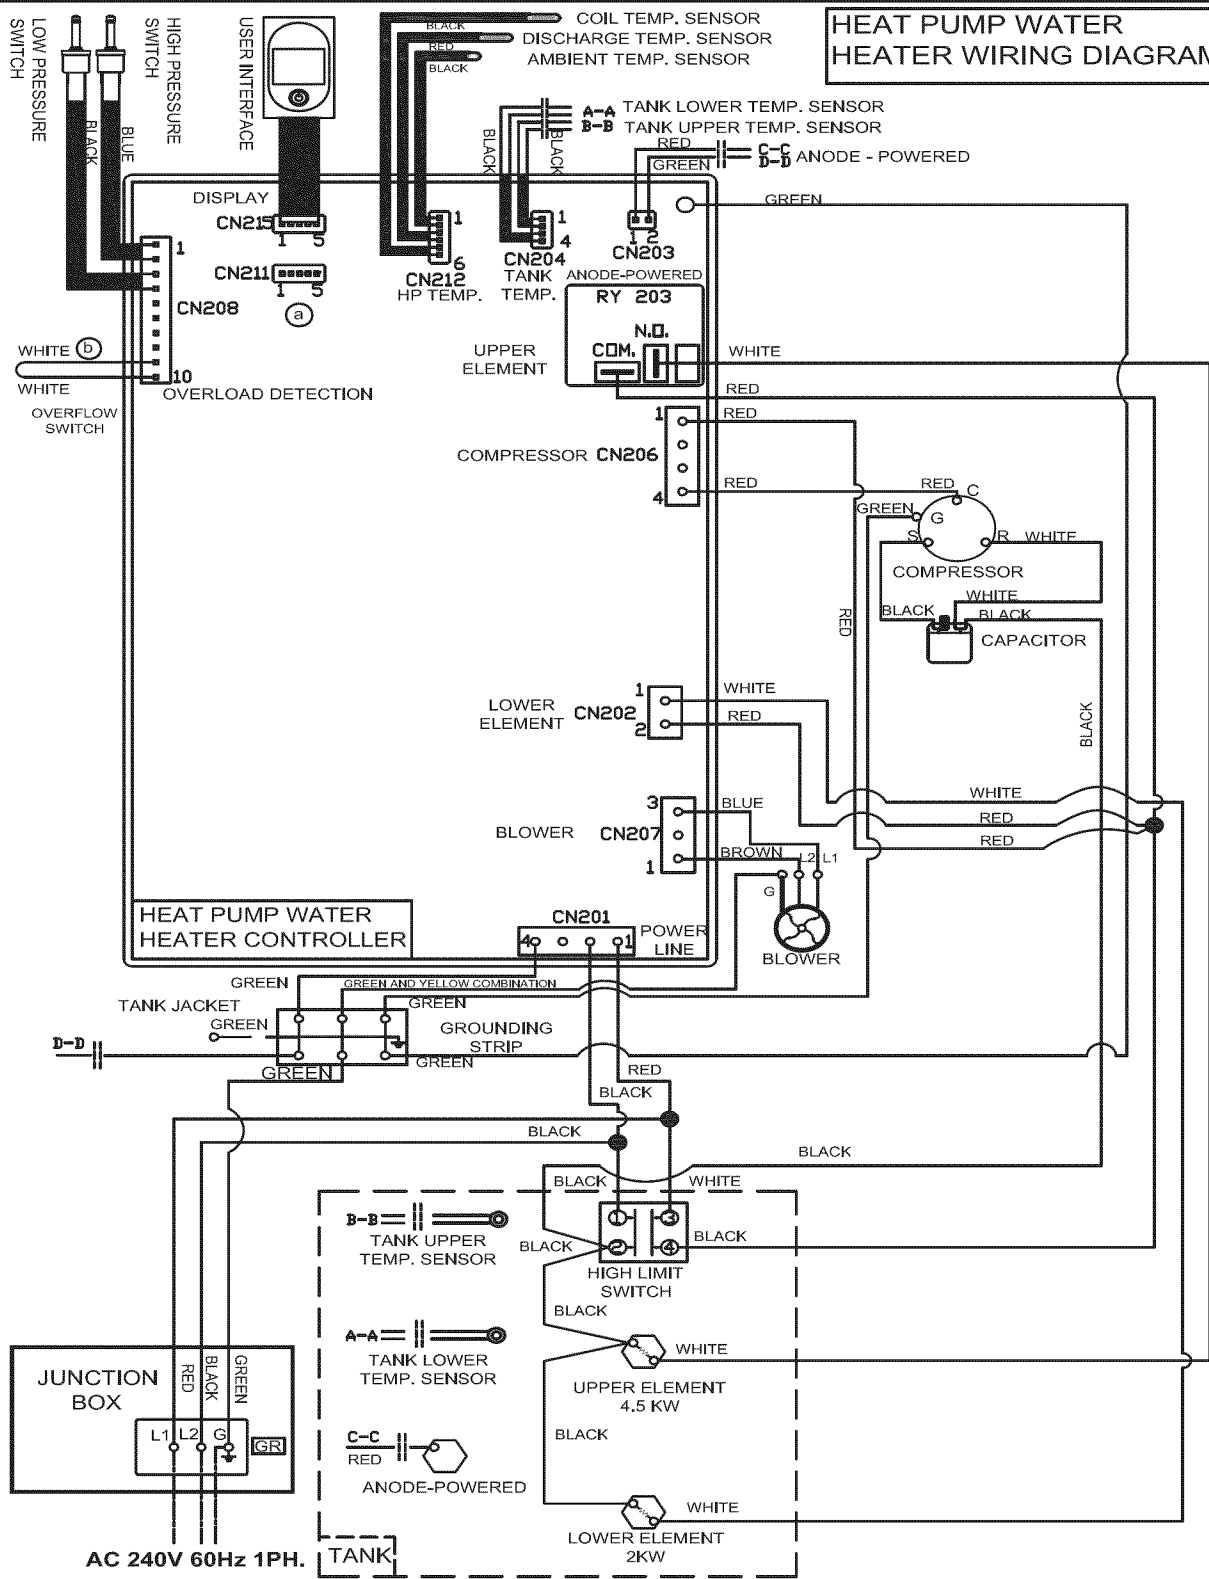 HEAT PUMP WATER
HEATER WIRING DIAGRAM
LOW PRESSURE
SWITCH
HIGH PRESSURE
SWITCH
BLACK
BLUE
USER INTERFACE
COIL TEMP. SENSOR
DISCHARGE TEMP. SENSOR
AMBIENT TEMP. SENSOR
BLACK
RED
BLACK
A-A TANK LOWER TEMP. SENSOR
B-B TANK UPPER TEMP. SENSOR
BLACK
BLACK
RED
GREEN
C-C
D-D
ANODE - POWERED
GREEN
DISPLAY
CN215
1 5
CN211
1 5
a
1
CN208
10
WHITE b
WHITE
OVERFLOW
SWITCH
OVERLOAD DETECTION
1
6
CN212
HP TEMP.
1
4
CN204
TANK
TEMP.
1 2
CN203
ANODE-POWERED
RY 203
N.O.
COM.
UPPER
ELEMENT
WHITE
RED
1
RED
COMPRESSOR CN206
4
RED
RED
C
GREEN
G
S
R
WHITE
COMPRESSOR
WHITE
BLACK
BLACK
CAPACITOR
RED
BLACK
1
WHITE
LOWER
ELEMENT
CN202
2
RED
WHITE
RED
RED
3
BLUE
BLOWER CN207
1
BROWN
L2 L1
G
BLOWER
HEAT PUMP WATER
HEATER CONTROLLER
CN201
4 1
POWER
LINE
GREEN
GREEN AND YELLOW COMBINATION
TANK JACKET
GREEN
GREEN
GROUNDING
STRIP
D-D
GREEN
GREEN
RED
BLACK
BLACK
BLACK
BLACK
WHITE
B-B
TANK UPPER
TEMP. SENSOR
1 3
2 4
BLACK
BLACK
HIGH LIMIT
SWITCH
BLACK
A-A
TANK LOWER
TEMP. SENSOR
WHITE
UPPER ELEMENT
4.5 KW
JUNCTION
BOX
RED
BLACK
GREEN
L1 L2 G
GR
C-C
RED
ANODE-POWERED
BLACK
WHITE
LOWER ELEMENT
2KW
TANK
AC 240V 60Hz 1PH.